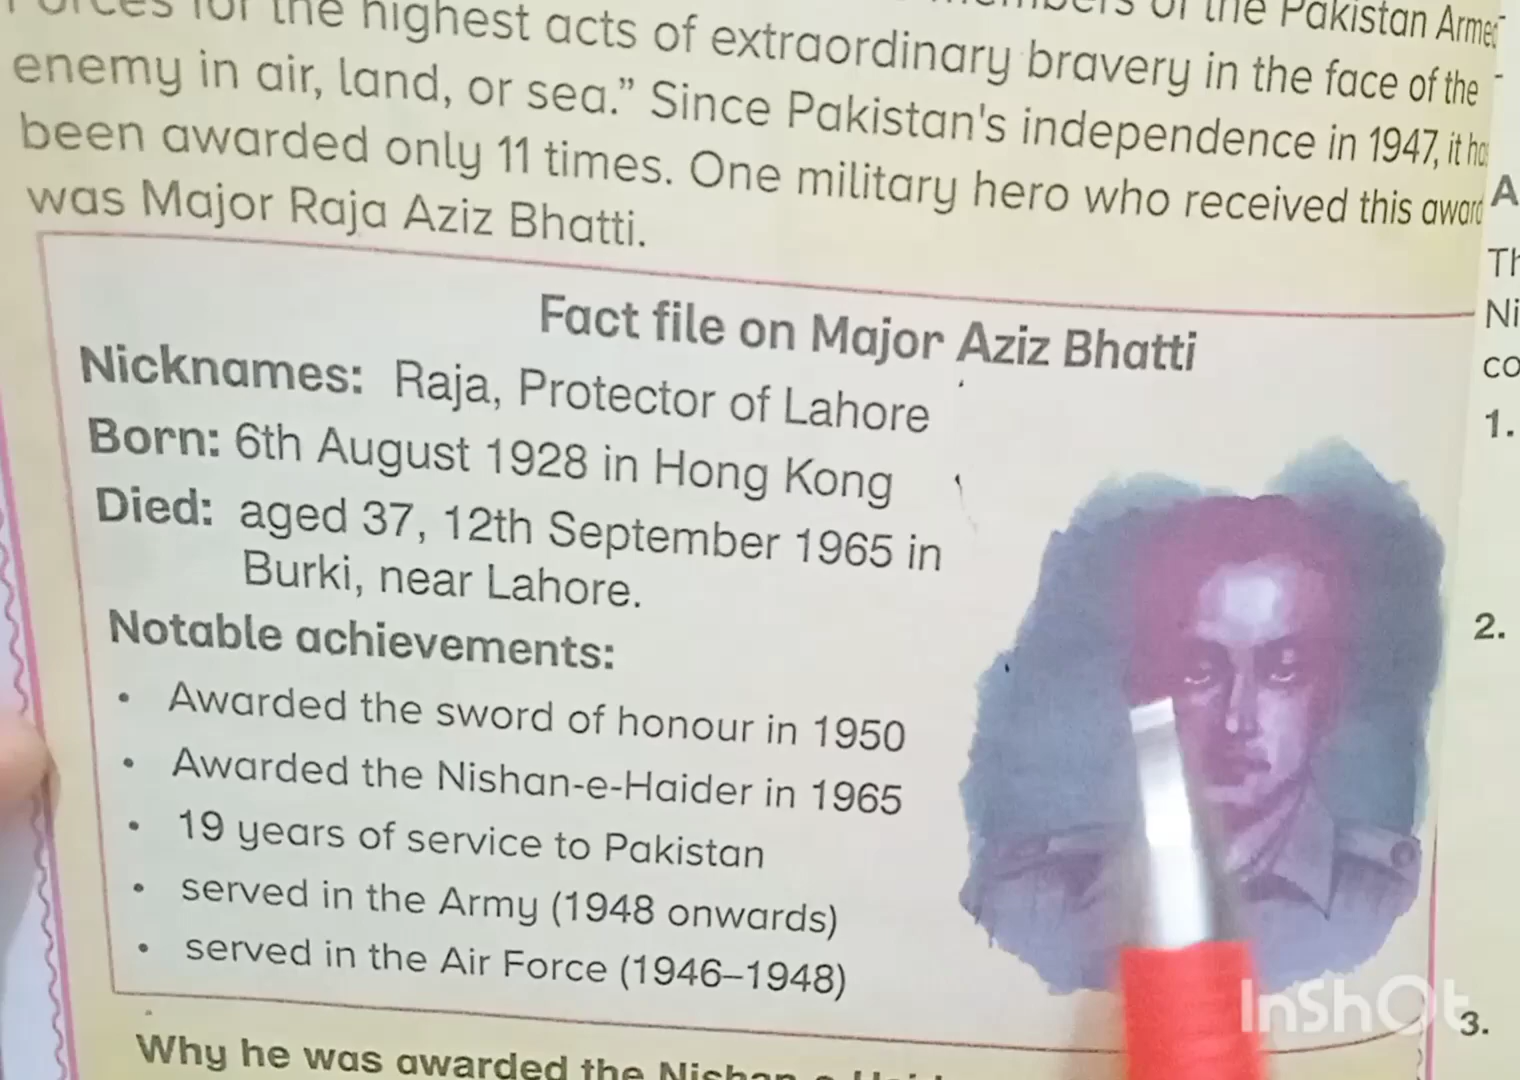 for the highest acts of extraordinary bravery in the face of the
enemy in air, land, or sea.” Since Pakistan's independence in 1947, it
been awarded only 11 times. One military hero who received this award
was Major Raja Aziz Bhatti.
Fact file on Major Aziz Bhatti
Nicknames: Raja, Protector of Lahore
Born: 6th August 1928 in Hong Kong
Died: aged 37, 12th September 1965 in
Burki, near Lahore.
Notable achievements:
• Awarded the sword of honour in 1950
• Awarded the Nishan-e-Haider in 1965
• 19 years of service to Pakistan
• served in the Army (1948 onwards)
• served in the Air Force (1946–1948)
Why he was awarded the
of the Pakistan
1.
2.
3.
InShOt